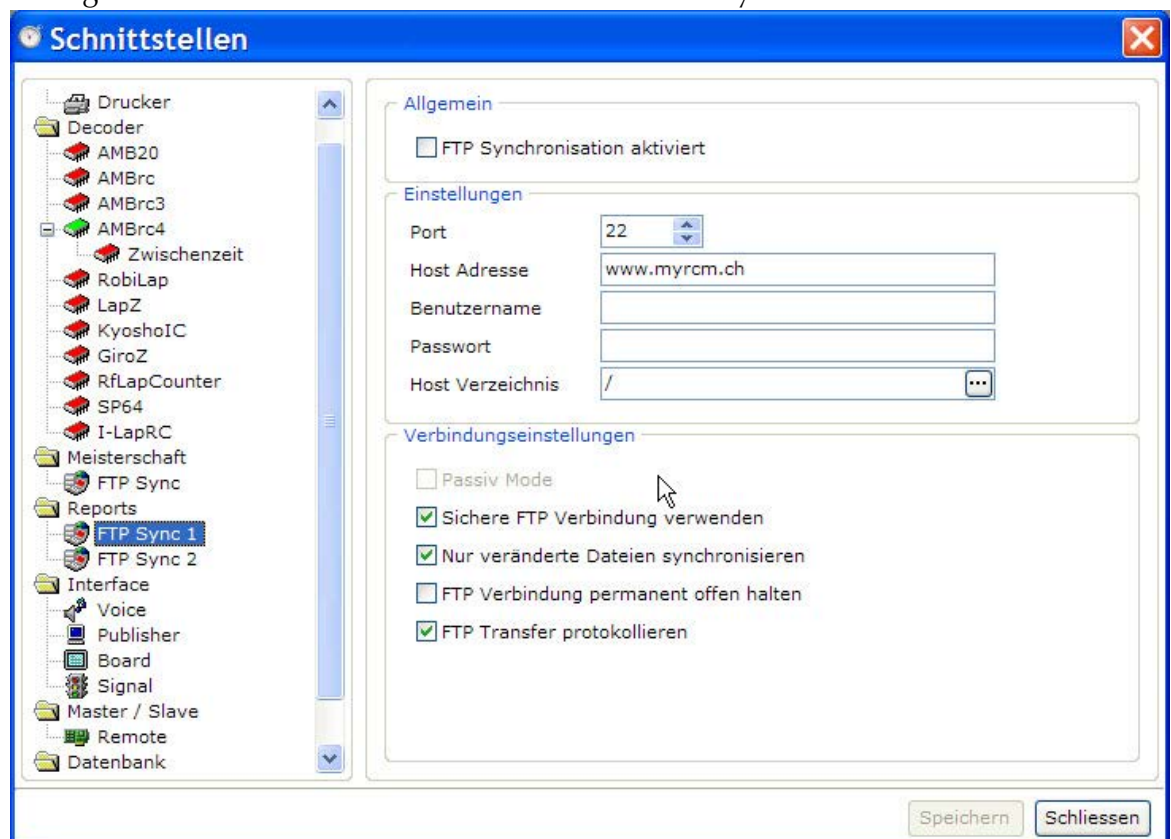 Schnittstellen
Drucker
Decoder
AMB20
AMBrc
AMBrc3
AMBrc4
Zwischenzeit
RobiLap
LapZ
KyoshoIC
GiroZ
RfLapCounter
SP64
I-LapRC
Meisterschaft
FTP Sync
Reports
FTP Sync 1
FTP Sync 2
Interface
Voice
Publisher
Board
Signal
Master / Slave
Remote
Datenbank
Allgemein
FTP Synchronisation aktiviert
Einstellungen
Port 22
Host Adresse www.myrcm.ch
Benutzername
Passwort
Host Verzeichnis / ...
Verbindungseinstellungen
Passiv Mode
Sichere FTP Verbindung verwenden
Nur veränderte Dateien synchronisieren
FTP Verbindung permanent offen halten
FTP Transfer protokollieren
Speichern Schliessen